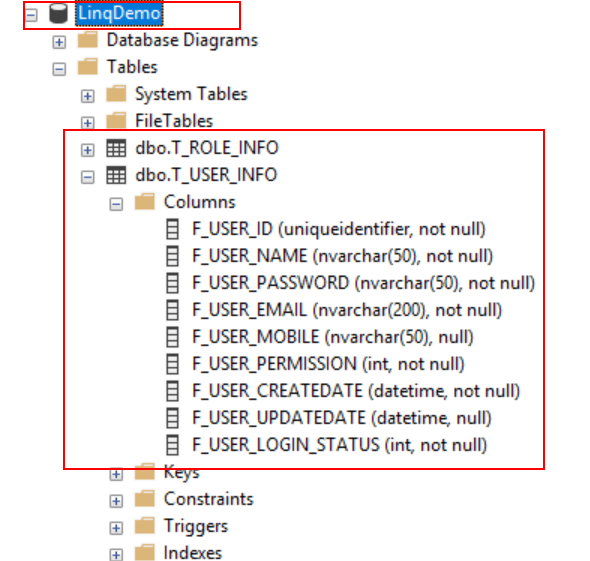 LinqDemo
Database Diagrams
Tables
System Tables
FileTables
dbo.T_ROLE_INFO
dbo.T_USER_INFO
Columns
F_USER_ID (uniqueidentifier, not null)
F_USER_NAME (nvarchar(50), not null)
F_USER_PASSWORD (nvarchar(50), not null)
F_USER_EMAIL (nvarchar(200), not null)
F_USER_MOBILE (nvarchar(50), null)
F_USER_PERMISSION (int, not null)
F_USER_CREATEDATE (datetime, not null)
F_USER_UPDATEDATE (datetime, null)
F_USER_LOGIN_STATUS (int, not null)
Keys
Constraints
Triggers
Indexes